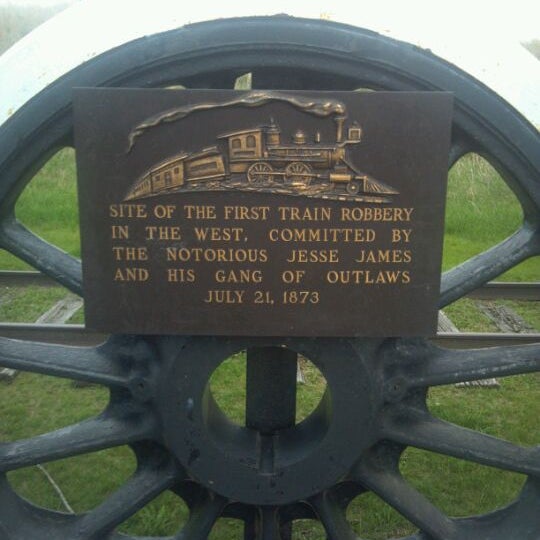 SITE OF THE FIRST TRAIN ROBBERY
IN THE WEST, COMMITTED BY
THE NOTORIOUS JESSE JAMES
AND HIS GANG OF OUTLAWS
JULY 21, 1873